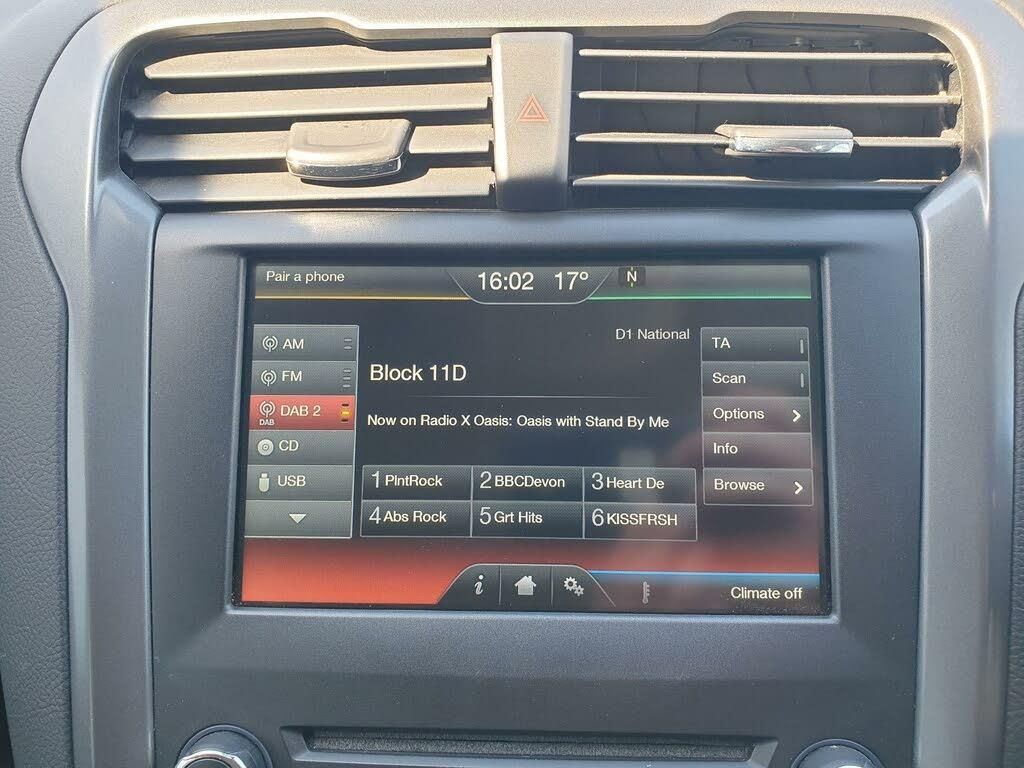 Pair a phone
16:02 17° N
D1 National
AM
FM
DAB
DAB 2
CD
USB
Block 11D
Now on Radio X Oasis: Oasis with Stand By Me
1 PlntRock
2 BBCDevon
3 Heart De
4 Abs Rock
5 Grt Hits
6 KISSFRSH
TA
Scan
Options
Info
Browse
i
Climate off